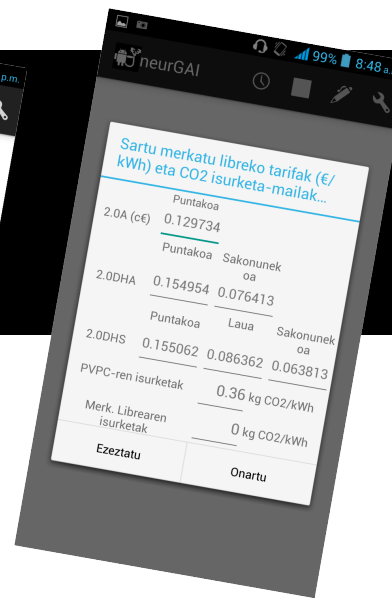 p.m.
99% 8:48 a.
neurGAI
Sartu merkatu libreko tarifak (€/
kWh) eta CO2 isurketa-mailak...
Puntakoa
2.0A (c€) 0.129734
Puntakoa Sakonunek
oa
2.0DHA 0.154954 0.076413
Puntakoa Laua Sakonunek
oa
2.0DHS 0.155062 0.086362 0.063813
PVPC-ren isurketak 0.36 kg CO2/kWh
Merk. Librearen
isurketak 0 kg CO2/kWh
Ezeztatu Onartu